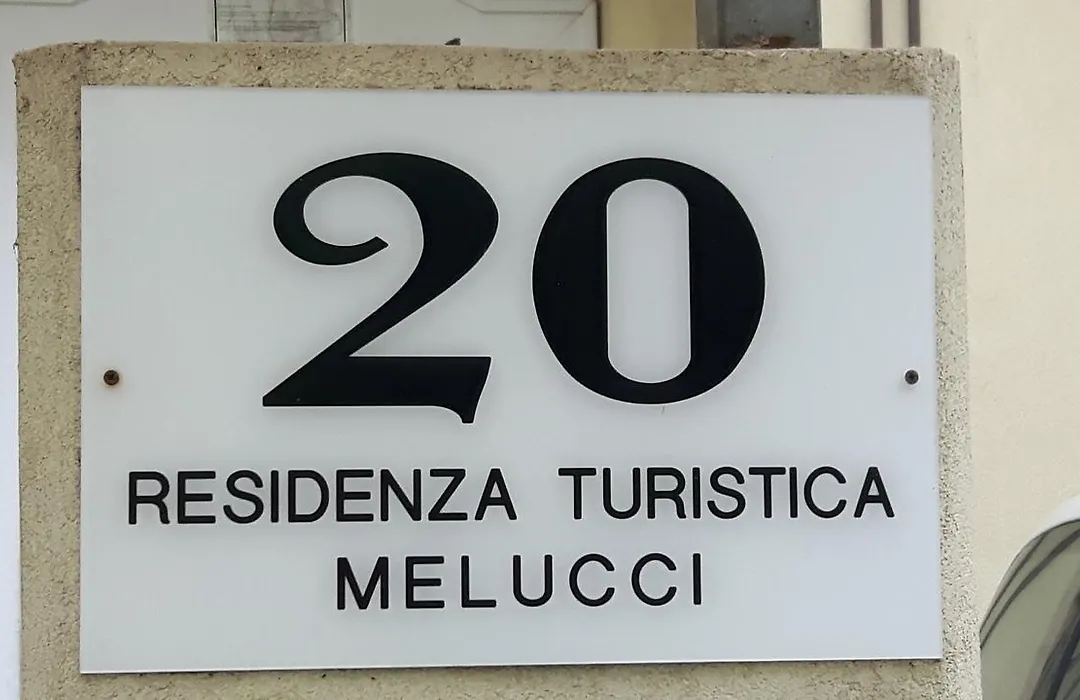 20
RESIDENZA TURISTICA
MELUCCI